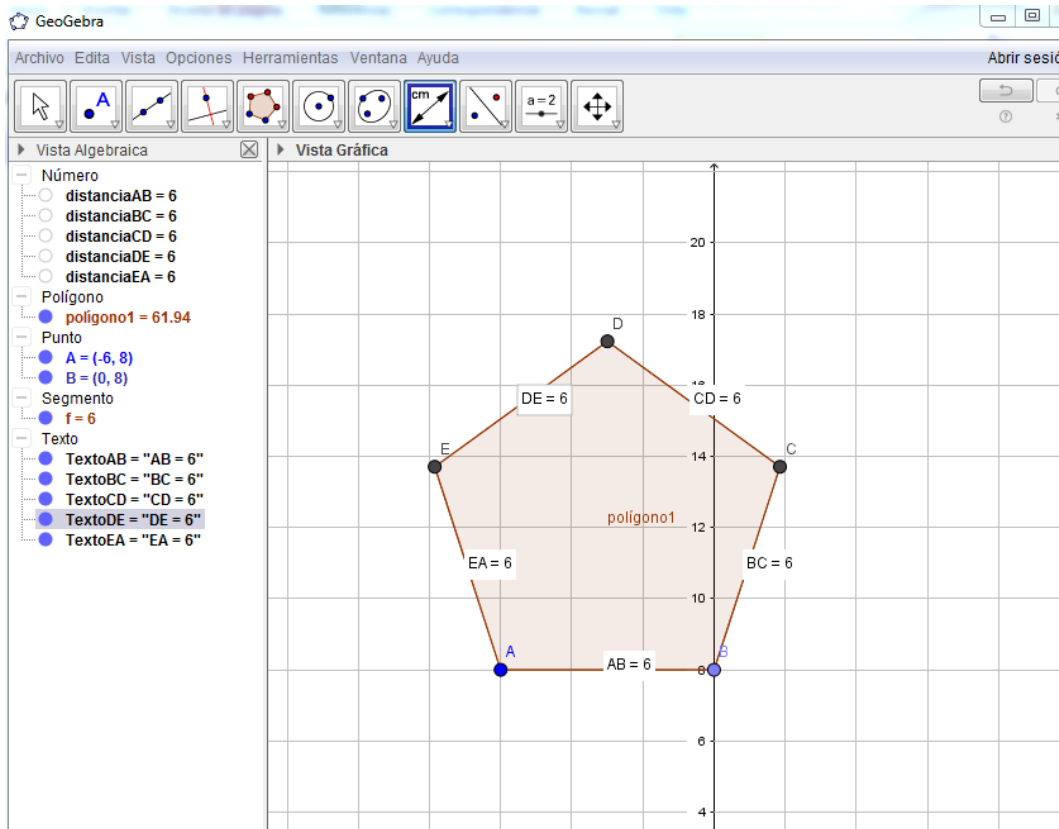 GeoGebra
Archivo Edita Vista Opciones Herramientas Ventana Ayuda
Abrir sesió
A
cm
a = 2
Vista Algebraica
Vista Gráfica
Número
distanciaAB = 6
distanciaBC = 6
distanciaCD = 6
distanciaDE = 6
distanciaEA = 6
Polígono
polígono1 = 61.94
Punto
A = (-6, 8)
B = (0, 8)
Segmento
f = 6
Texto
TextoAB = "AB = 6"
TextoBC = "BC = 6"
TextoCD = "CD = 6"
TextoDE = "DE = 6"
TextoEA = "EA = 6"
20
18
D
16
DE = 6
CD = 6
E
C
14
polígono1
12
EA = 6
BC = 6
10
A
B
AB = 6
8
6
4